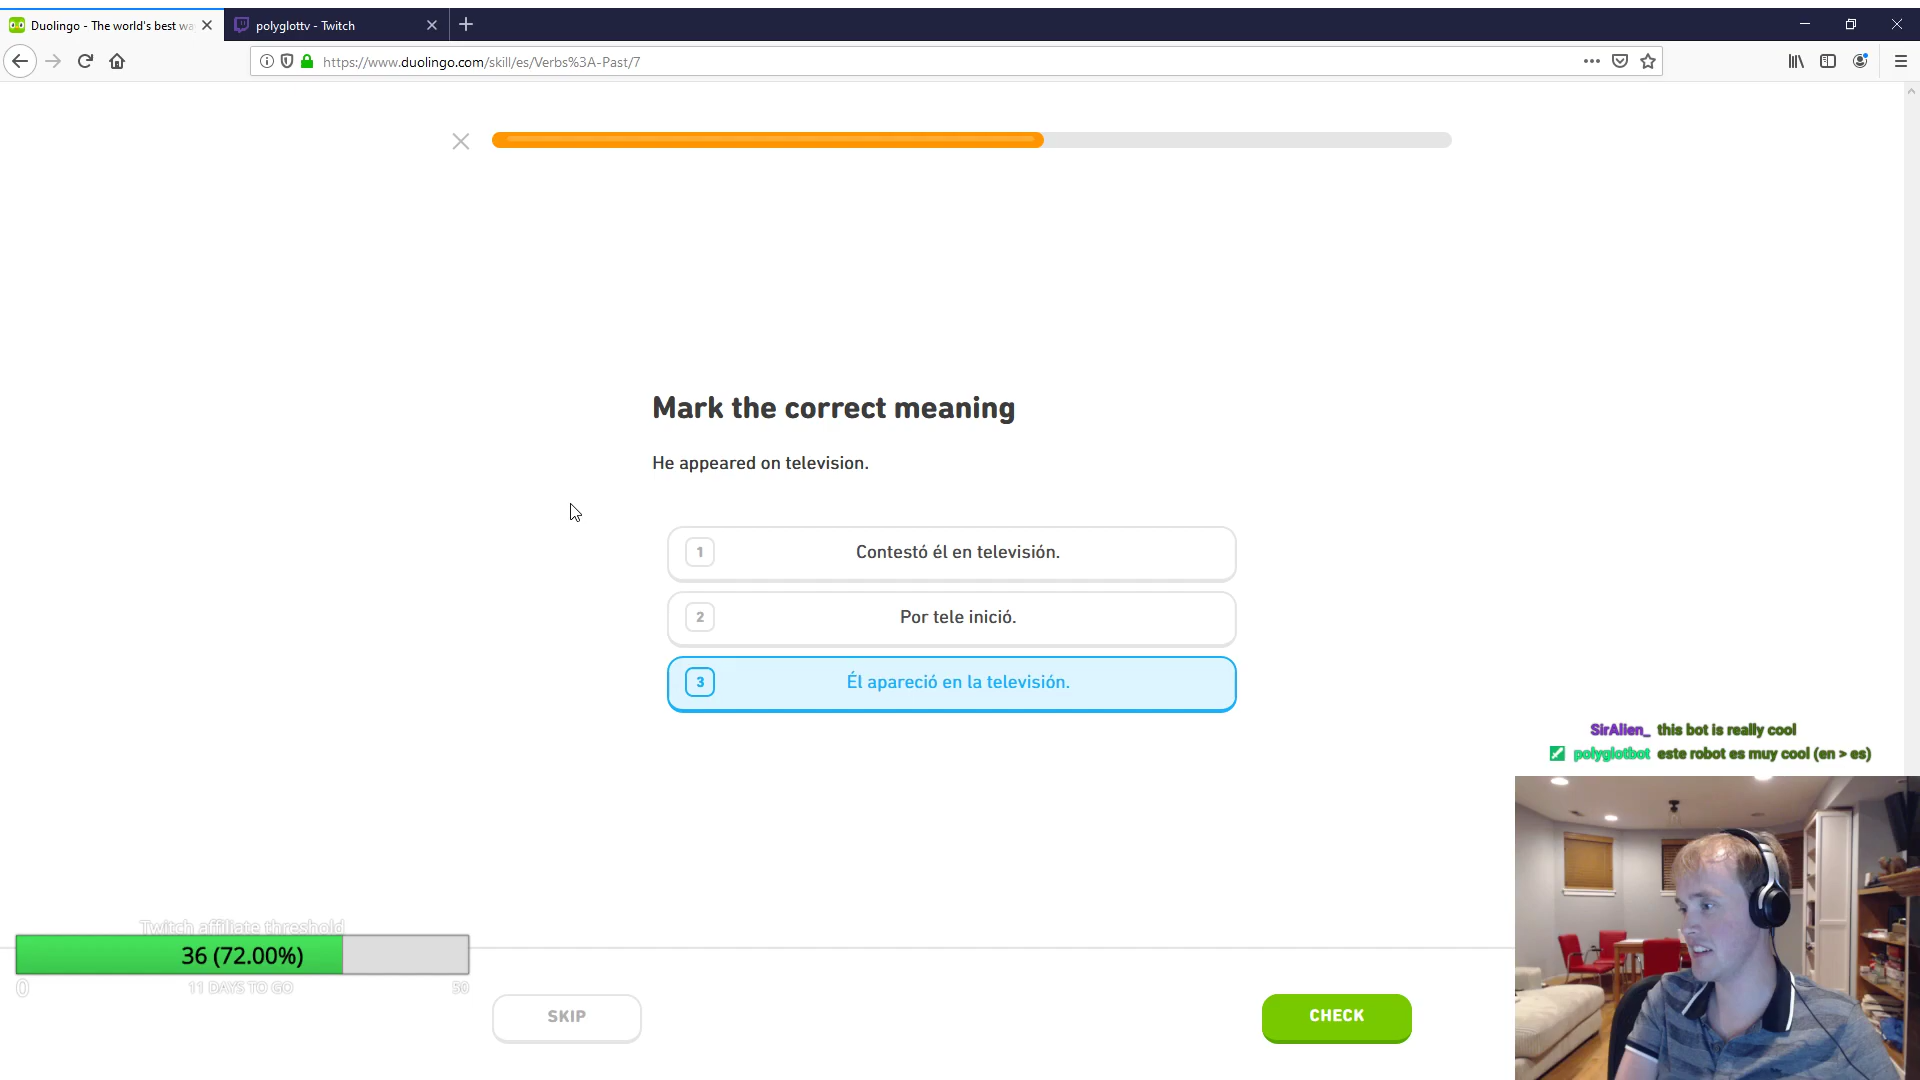 Duolingo - The world's best wa
polyglottv - Twitch
https://www.duolingo.com/skill/es/Verbs%3A-Past/7
Mark the correct meaning
He appeared on television.
1 Contestó él en televisión.
2 Por tele inició.
3 Él apareció en la televisión.
SirAlien_ this bot is really cool
polyglotbot este robot es muy cool (en > es)
Twitch affiliate threshold
36 (72.00%)
0 11 DAYS TO GO 50
SKIP
CHECK